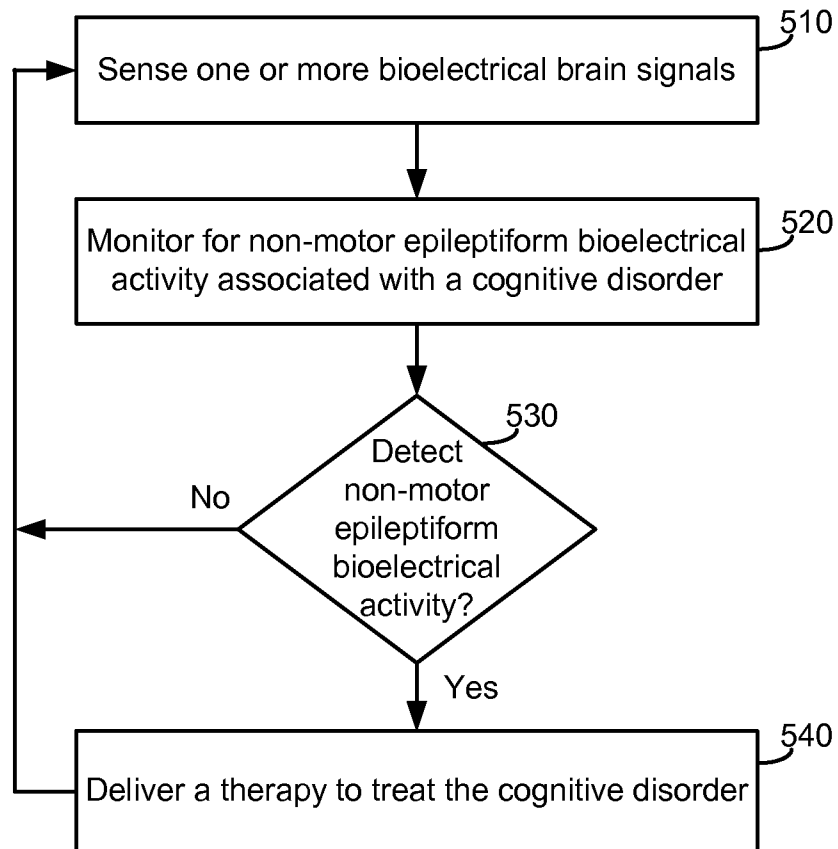 510
Sense one or more bioelectrical brain signals
520
Monitor for non-motor epileptiform bioelectrical
activity associated with a cognitive disorder
530
Detect
non-motor
epileptiform
bioelectrical
activity?
No
Yes
540
Deliver a therapy to treat the cognitive disorder